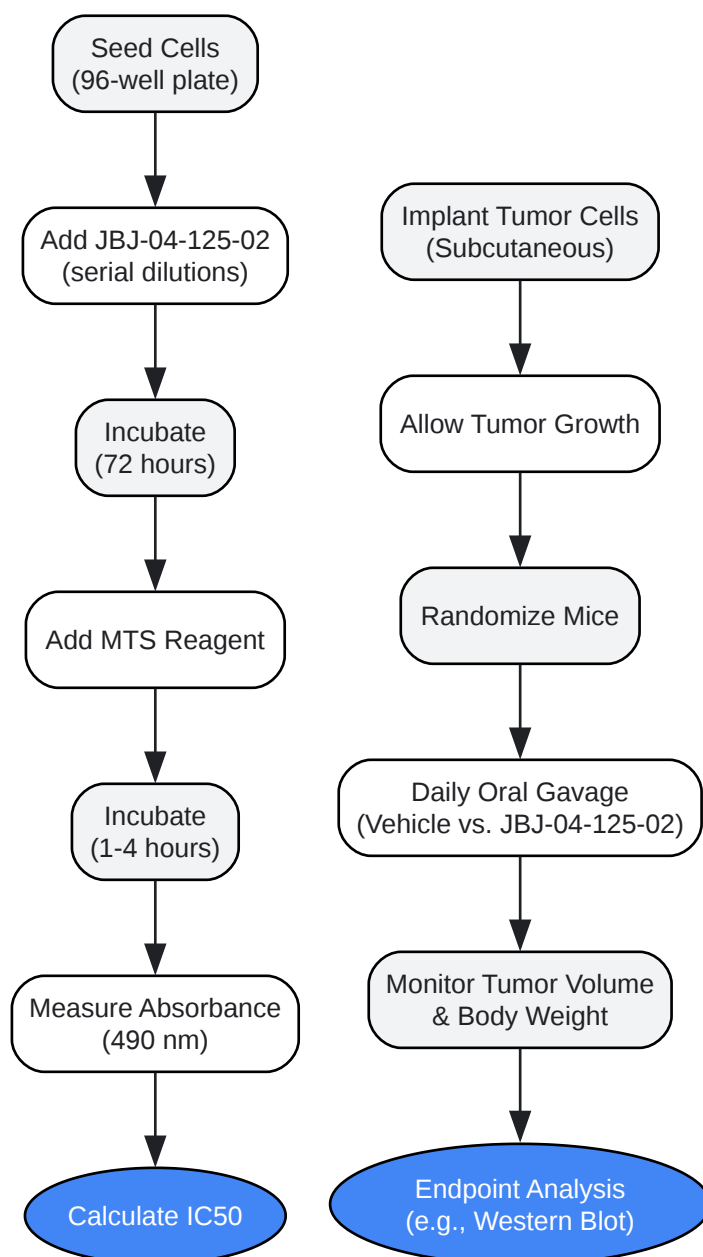 Seed Cells
(96-well plate)
Add JBJ-04-125-02
(serial dilutions)
Incubate
(72 hours)
Add MTS Reagent
Incubate
(1-4 hours)
Measure Absorbance
(490 nm)
Calculate IC50
Implant Tumor Cells
(Subcutaneous)
Allow Tumor Growth
Randomize Mice
Daily Oral Gavage
(Vehicle vs. JBJ-04-125-02)
Monitor Tumor Volume
& Body Weight
Endpoint Analysis
(e.g., Western Blot)